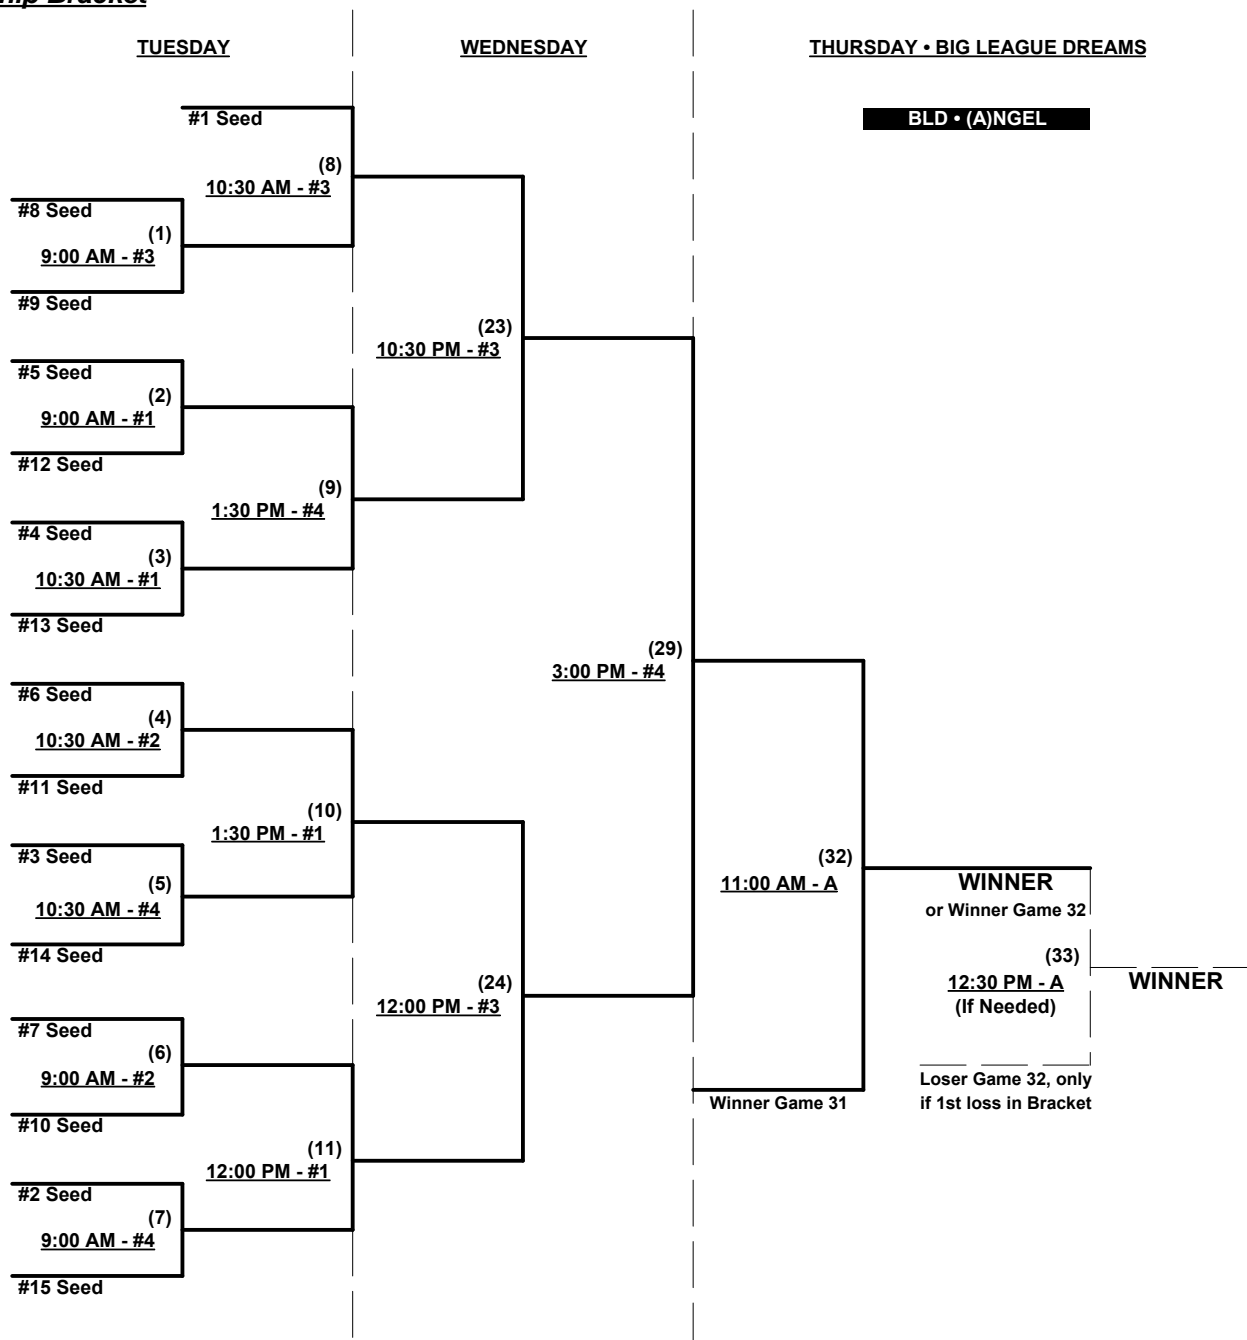 Bracket
TUESDAY
WEDNESDAY
THURSDAY • BIG LEAGUE DREAMS
#1 Seed
BLD • (A)NGEL
(8)
10:30 AM - #3
#8 Seed
(1)
9:00 AM - #3
#9 Seed
(23)
10:30 PM - #3
#5 Seed
(2)
9:00 AM - #1
#12 Seed
(9)
1:30 PM - #4
#4 Seed
(3)
10:30 AM - #1
#13 Seed
(29)
3:00 PM - #4
#6 Seed
(4)
10:30 AM - #2
#11 Seed
(10)
1:30 PM - #1
#3 Seed
(5)
10:30 AM - #4
#14 Seed
(32)
11:00 AM - A
WINNER
or Winner Game 32
(33)
12:30 PM - A
(If Needed)
WINNER
(24)
12:00 PM - #3
#7 Seed
(6)
9:00 AM - #2
#10 Seed
Winner Game 31
Loser Game 32, only
if 1st loss in Bracket
(11)
12:00 PM - #1
#2 Seed
(7)
9:00 AM - #4
#15 Seed